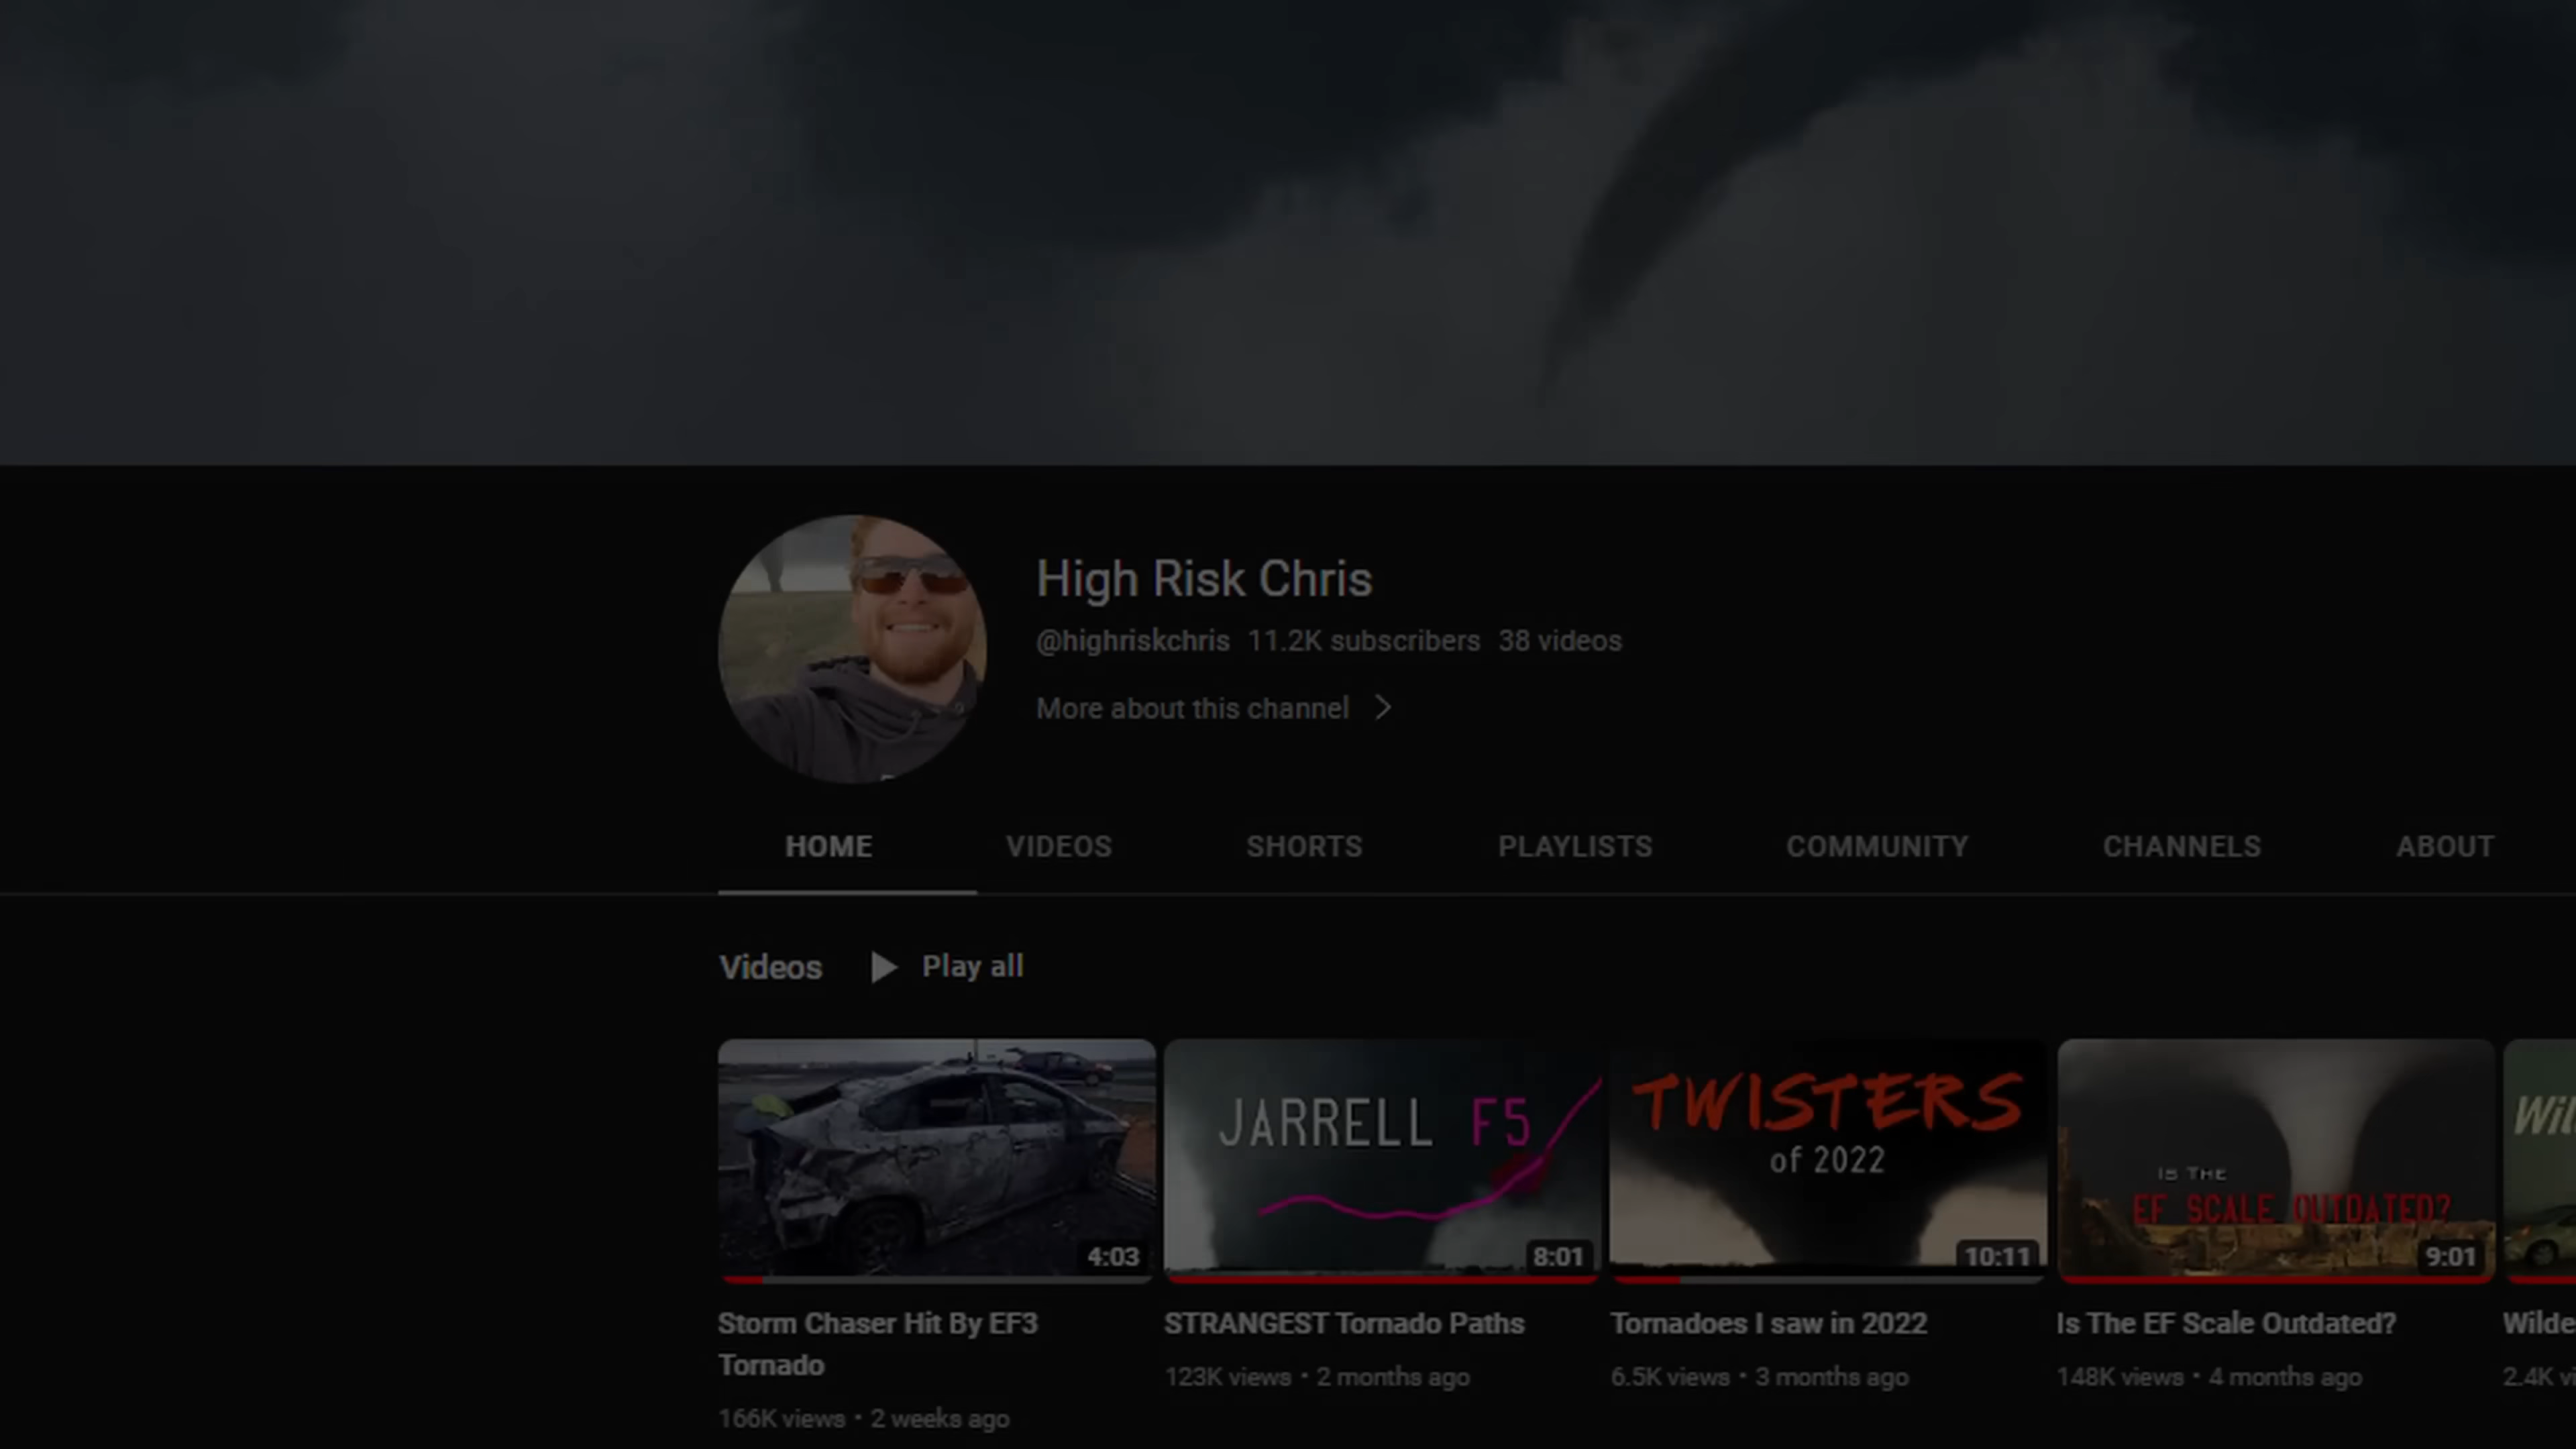 High Risk Chris
@highriskchris 11.2K subscribers 38 videos
More about this channel
HOME VIDEOS SHORTS PLAYLISTS COMMUNITY CHANNELS ABOUT
Videos Play all
JARRELL F5
TWISTERS
of 2022
IS THE
EF SCALE OUTDATED?
4:03 8:01 10:11 9:01
Storm Chaser Hit By EF3
Tornado
166K views • 2 weeks ago
STRANGEST Tornado Paths
123K views • 2 months ago
Tornadoes I saw in 2022
6.5K views • 3 months ago
Is The EF Scale Outdated?
148K views • 4 months ago
2.4K